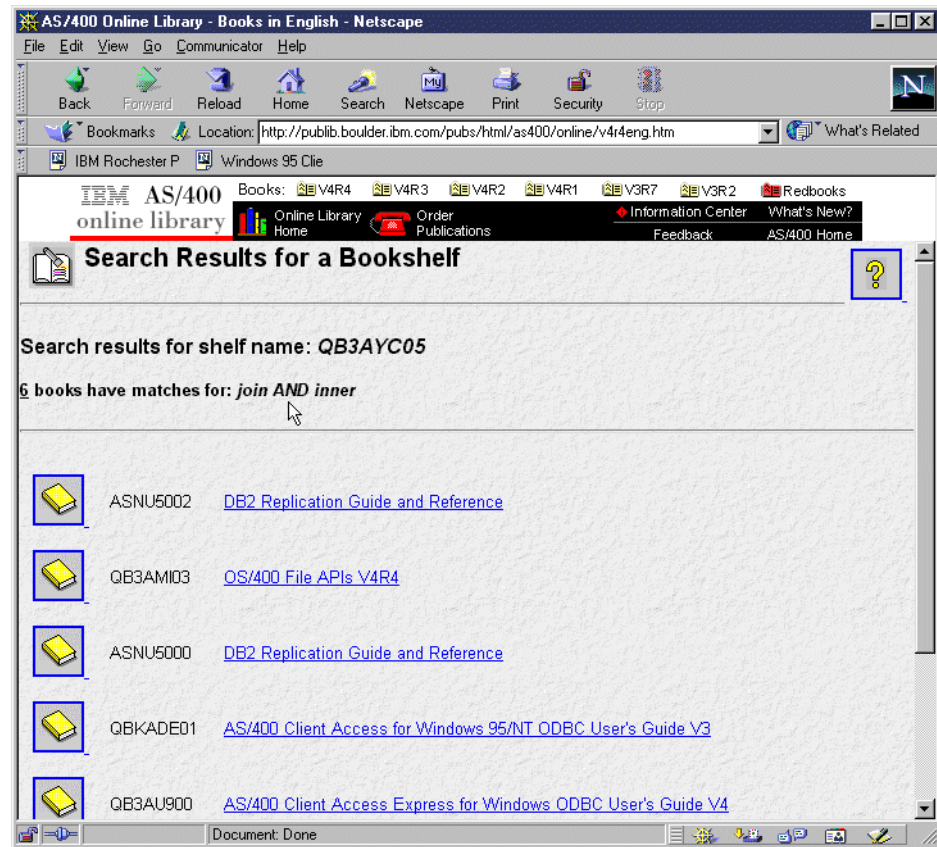 AS/400 Online Library - Books in English - Netscape
File Edit View Go Communicator Help
My
Back Forward Reload Home Search Netscape Print Security Stop
N
Bookmarks Location: http://publib.boulder.ibm.com/pubs/html/as400/online/v4r4eng.htm What's Related
IBM Rochester P Windows 95 Clie
IBM AS/400 online library
Books: V4R4 V4R3 V4R2 V4R1 V3R7 V3R2 Redbooks
Online Library Home Order Publications Information Center What's New?
Feedback AS/400 Home
Search Results for a Bookshelf
?
Search results for shelf name: QB3AYC05
6 books have matches for: join AND inner
ASNU5002 DB2 Replication Guide and Reference
QB3AMI03 OS/400 File APIs V4R4
ASNU5000 DB2 Replication Guide and Reference
QBKADE01 AS/400 Client Access for Windows 95/NT ODBC User's Guide V3
QB3AU900 AS/400 Client Access Express for Windows ODBC User's Guide V4
Document: Done